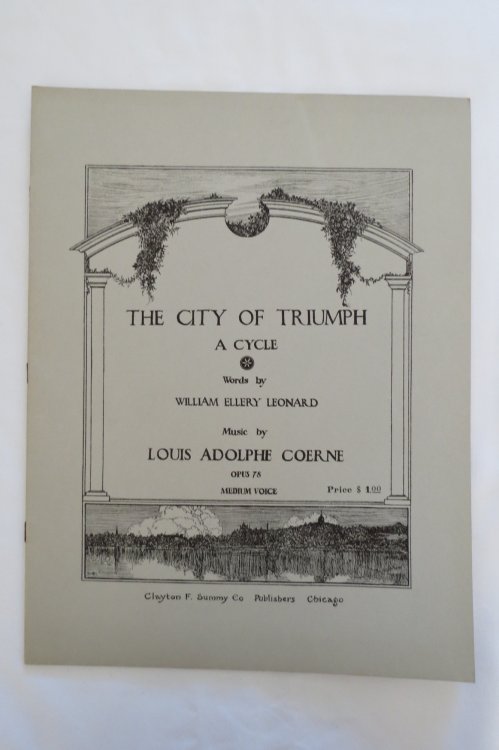 THE CITY OF TRIUMPH
A CYCLE
Words by
WILLIAM ELLERY LEONARD
Music by
LOUIS ADOLPHE COERNE
OPUS 78
MEDIUM VOICE
Price $ 1.00
Clayton F. Summy Co Publishers Chicago